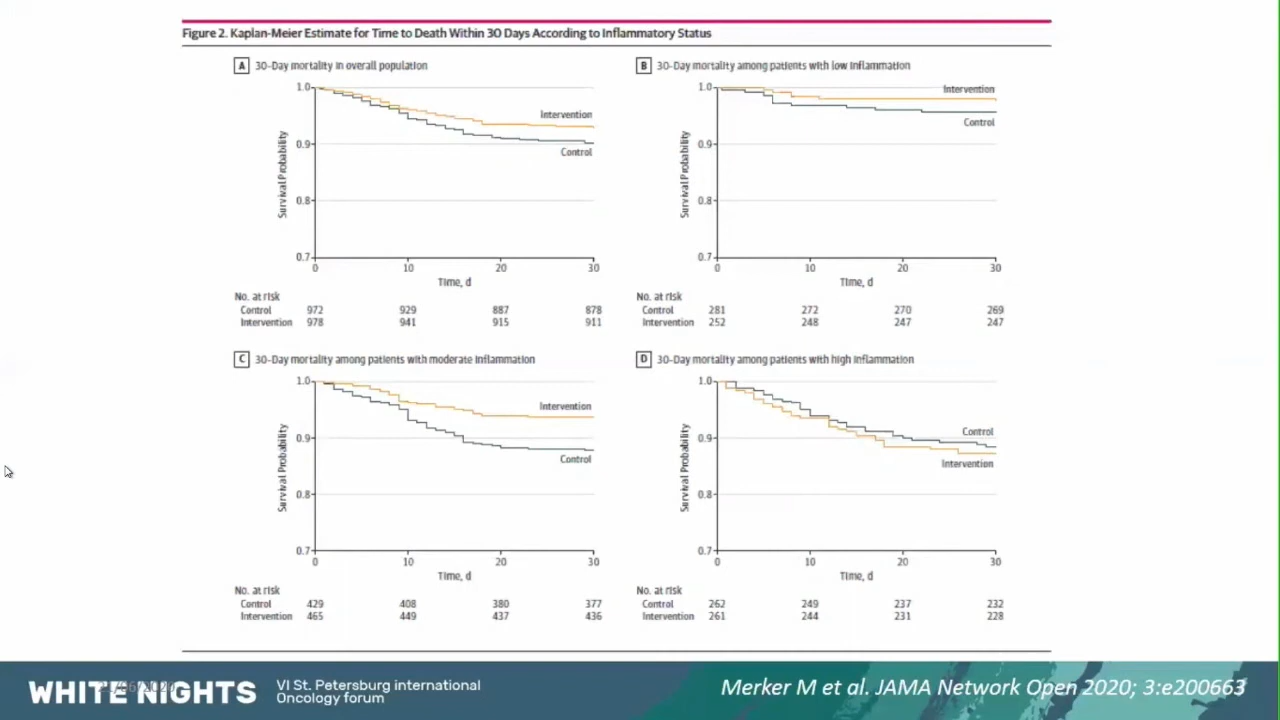 Figure 2. Kaplan-Meier Estimate for Time to Death Within 30 Days According to Inflammatory Status
A 30-Day mortality in overall population
1.0
0.9
0.8
0.7
Survival Probability
Intervention
Control
0 10 20 30
Time, d
No. at risk
Control 972 929 887 878
Intervention 978 941 915 911
B 30-Day mortality among patients with low inflammation
1.0
0.9
0.8
0.7
Survival Probability
Intervention
Control
0 10 20 30
Time, d
No. at risk
Control 281 272 270 269
Intervention 252 248 247 247
C 30-Day mortality among patients with moderate inflammation
1.0
0.9
0.8
0.7
Survival Probability
Intervention
Control
0 10 20 30
Time, d
No. at risk
Control 429 408 380 377
Intervention 465 449 437 436
D 30-Day mortality among patients with high inflammation
1.0
0.9
0.8
0.7
Survival Probability
Control
Intervention
0 10 20 30
Time, d
No. at risk
Control 262 249 237 232
Intervention 261 244 231 228
WHITE NIGHTS
VI St. Petersburg international
Oncology forum
Merker M et al. JAMA Network Open 2020; 3:e200663